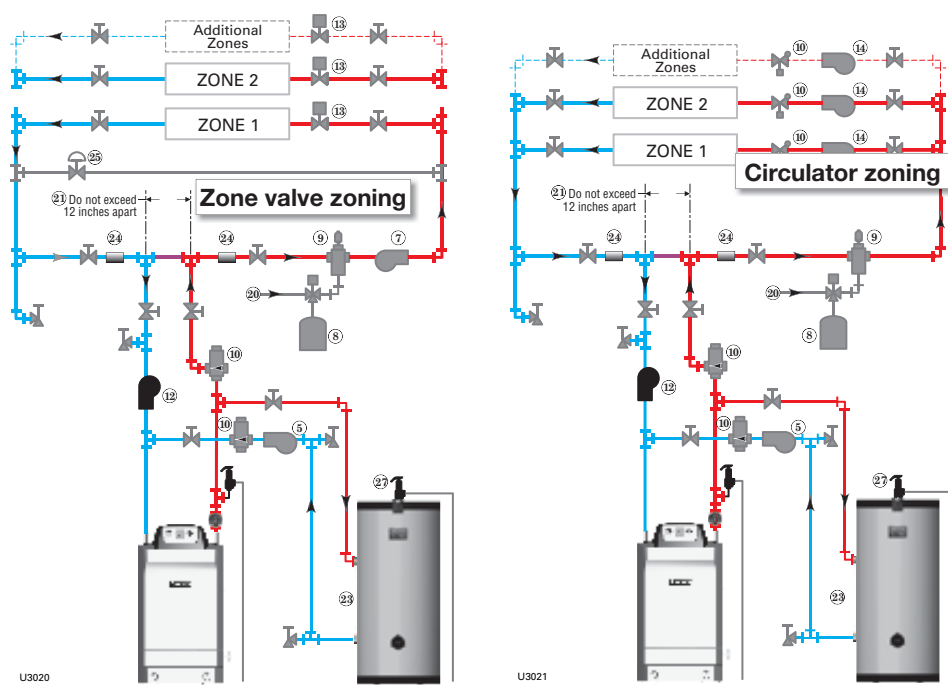 Additional
Zones
13
ZONE 2
13
ZONE 1
13
25
21 Do not exceed
12 inches apart
Zone valve zoning
24
24
9
7
20
8
10
12
10
5
27
23
U3020
Additional
Zones
10
14
ZONE 2
10
14
ZONE 1
10
14
Circulator zoning
21 Do not exceed
12 inches apart
24
24
9
20
8
10
12
10
5
27
23
U3021